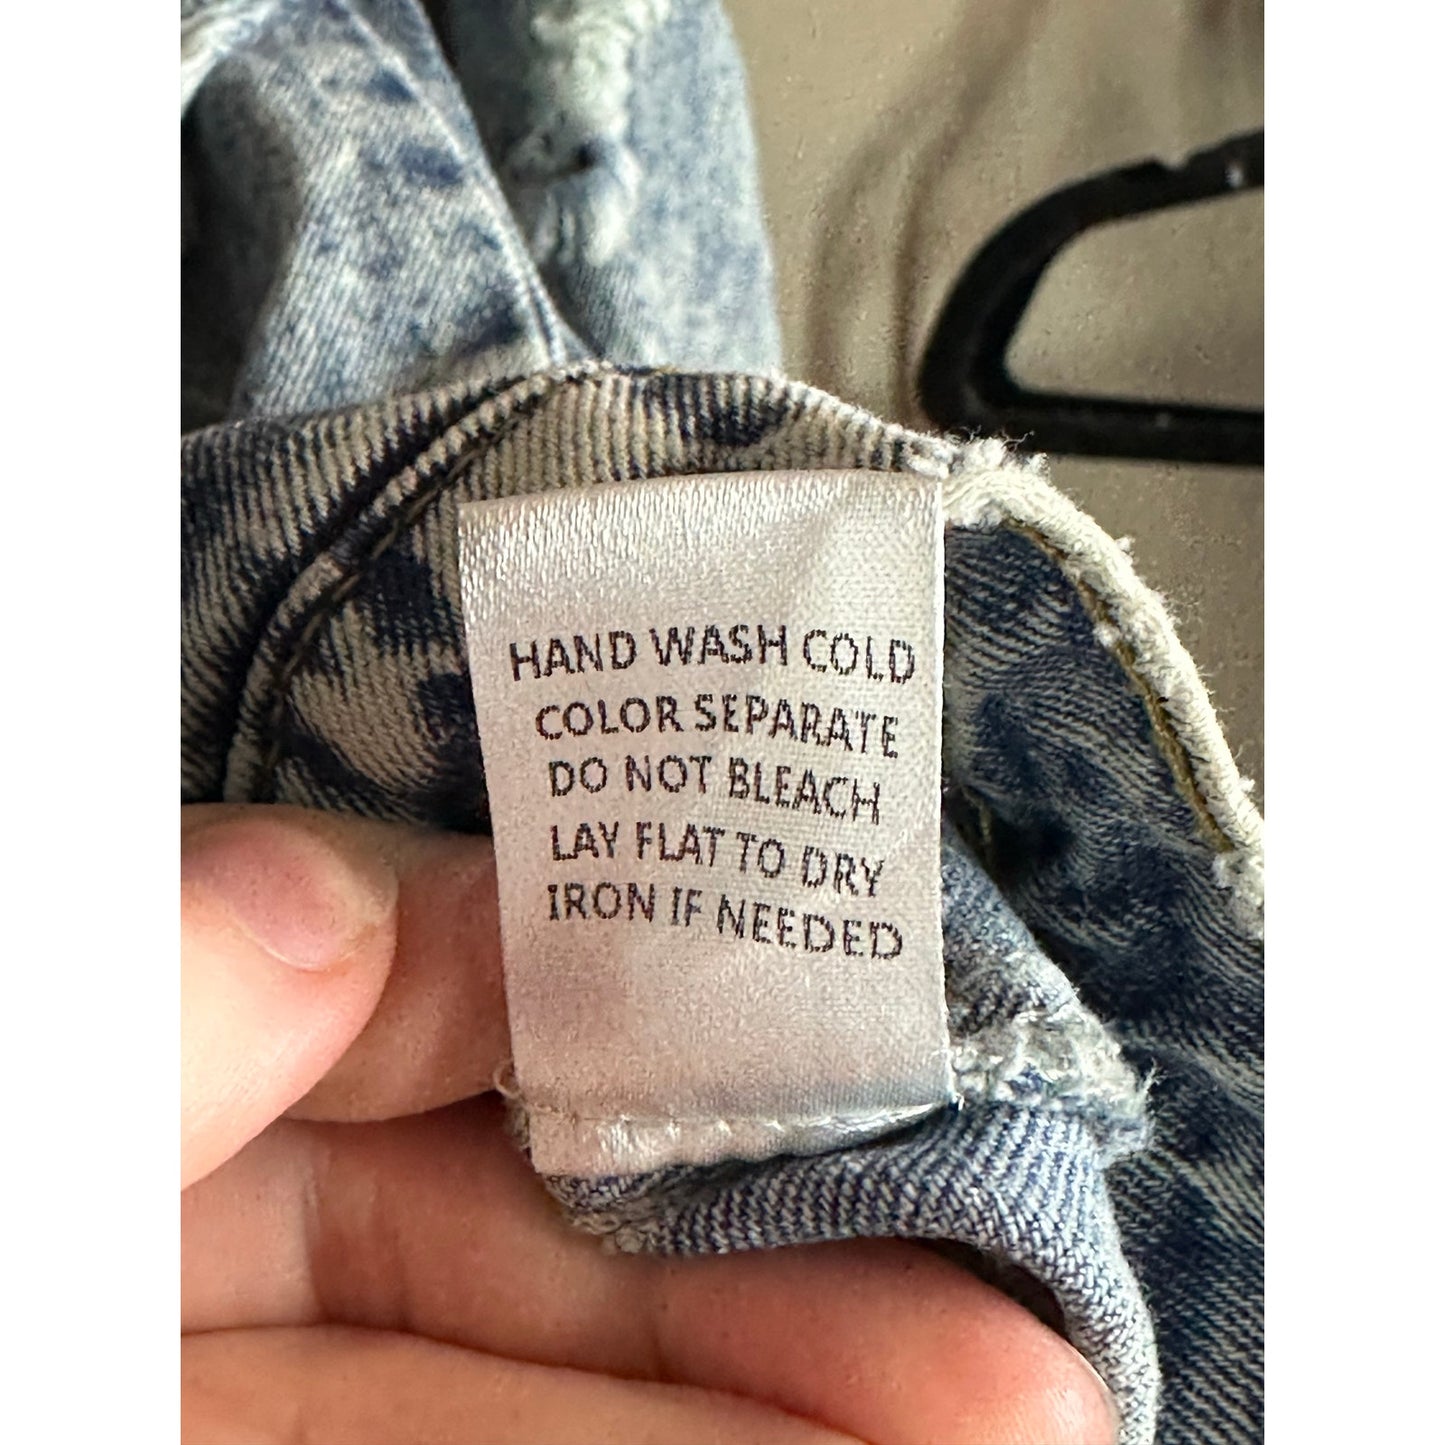 HAND WASH COLD
COLOR SEPARATE
DO NOT BLEACH
LAY FLAT TO DRY
IRON IF NEEDED